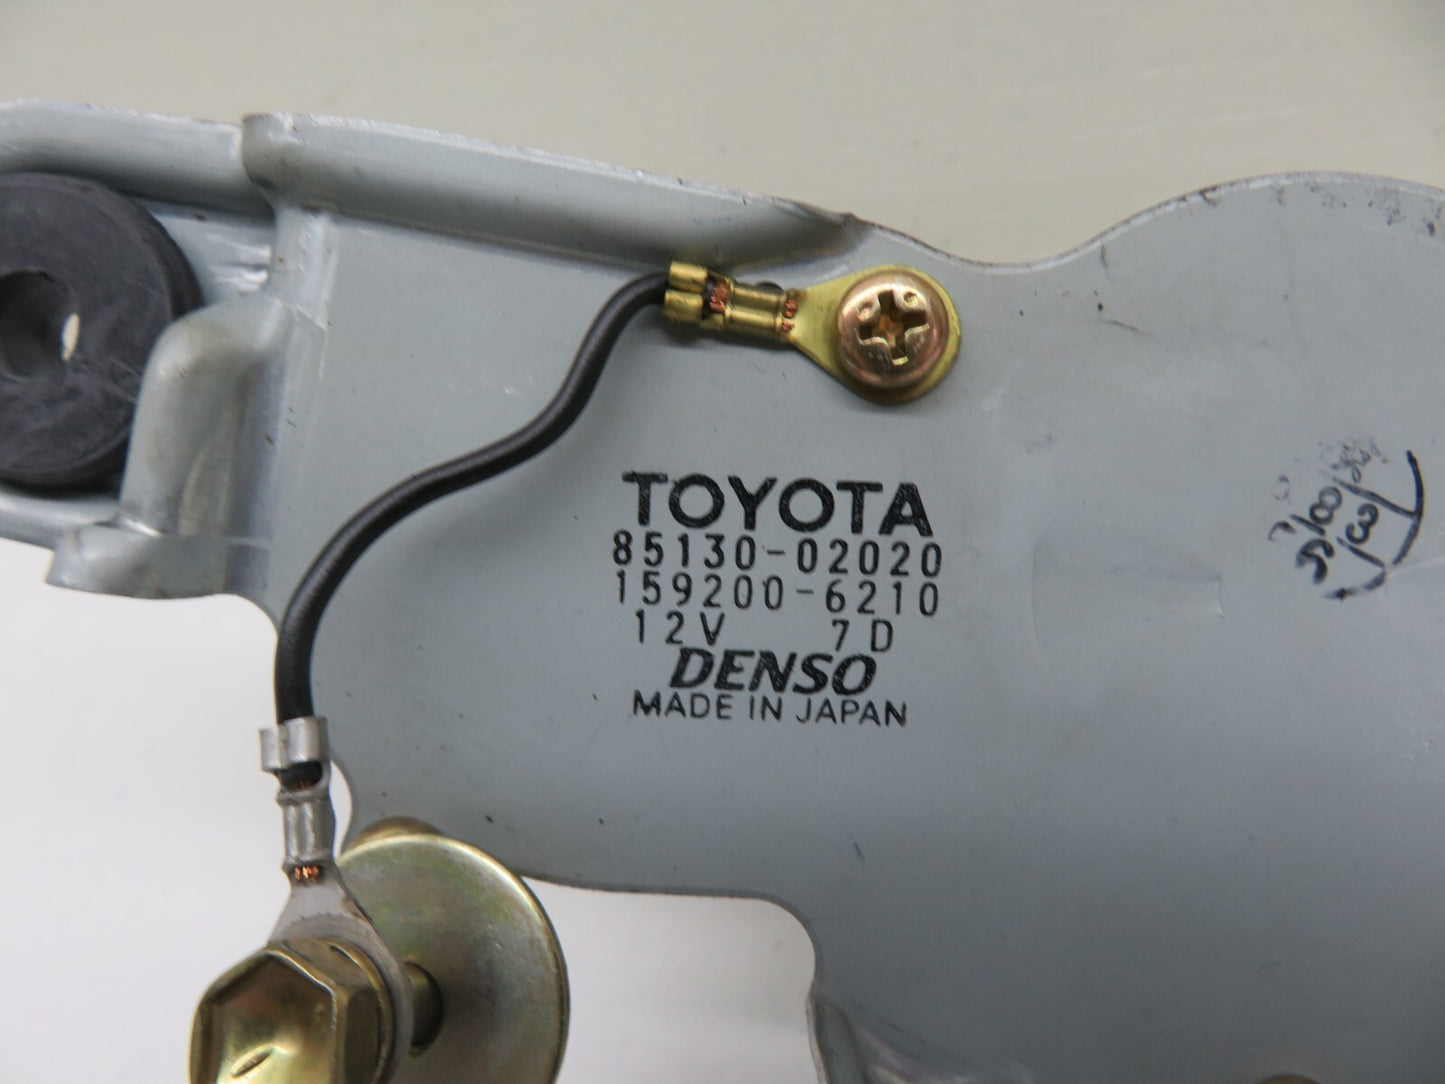 TOYOTA
85130-02020
159200-6210
12V 7D
DENSO
MADE IN JAPAN